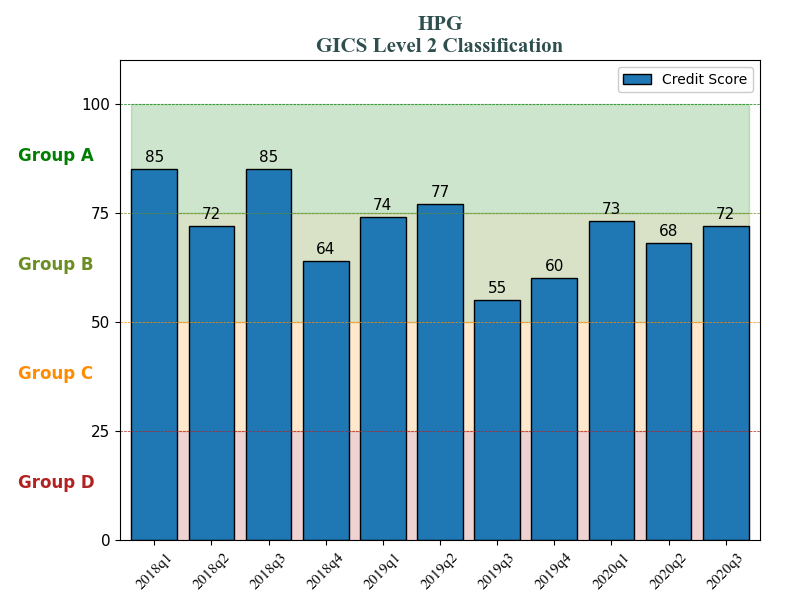 HPG
GICS Level 2 Classification
Credit Score
100
Group A
85
72
85
64
74
77
55
60
73
68
72
75
Group B
50
Group C
25
Group D
0
2018q1
2018q2
2018q3
2018q4
2019q1
2019q2
2019q3
2019q4
2020q1
2020q2
2020q3